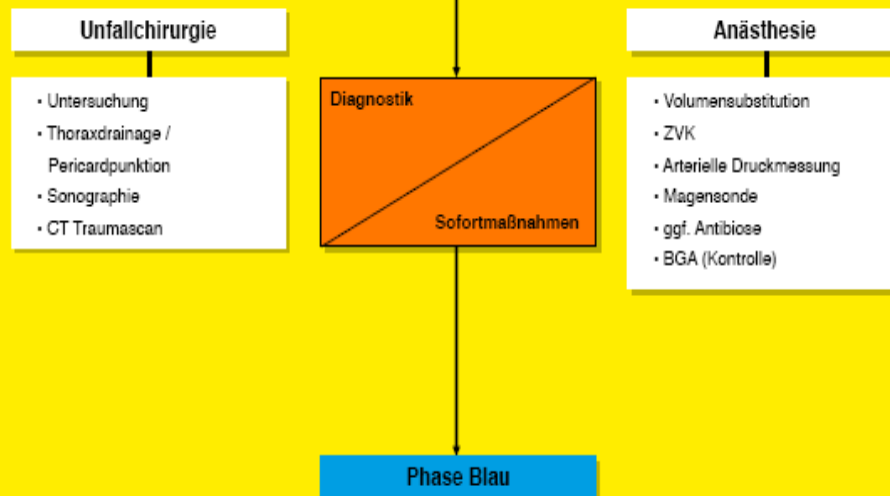 Unfallchirurgie
· Untersuchung
· Thoraxdrainage /
Pericardpunktion
· Sonographie
· CT Traumascan
Diagnostik
Sofortmaßnahmen
Anästhesie
· Volumensubstitution
· ZVK
· Arterielle Druckmessung
· Magensonde
· ggf. Antibiose
· BGA (Kontrolle)
Phase Blau